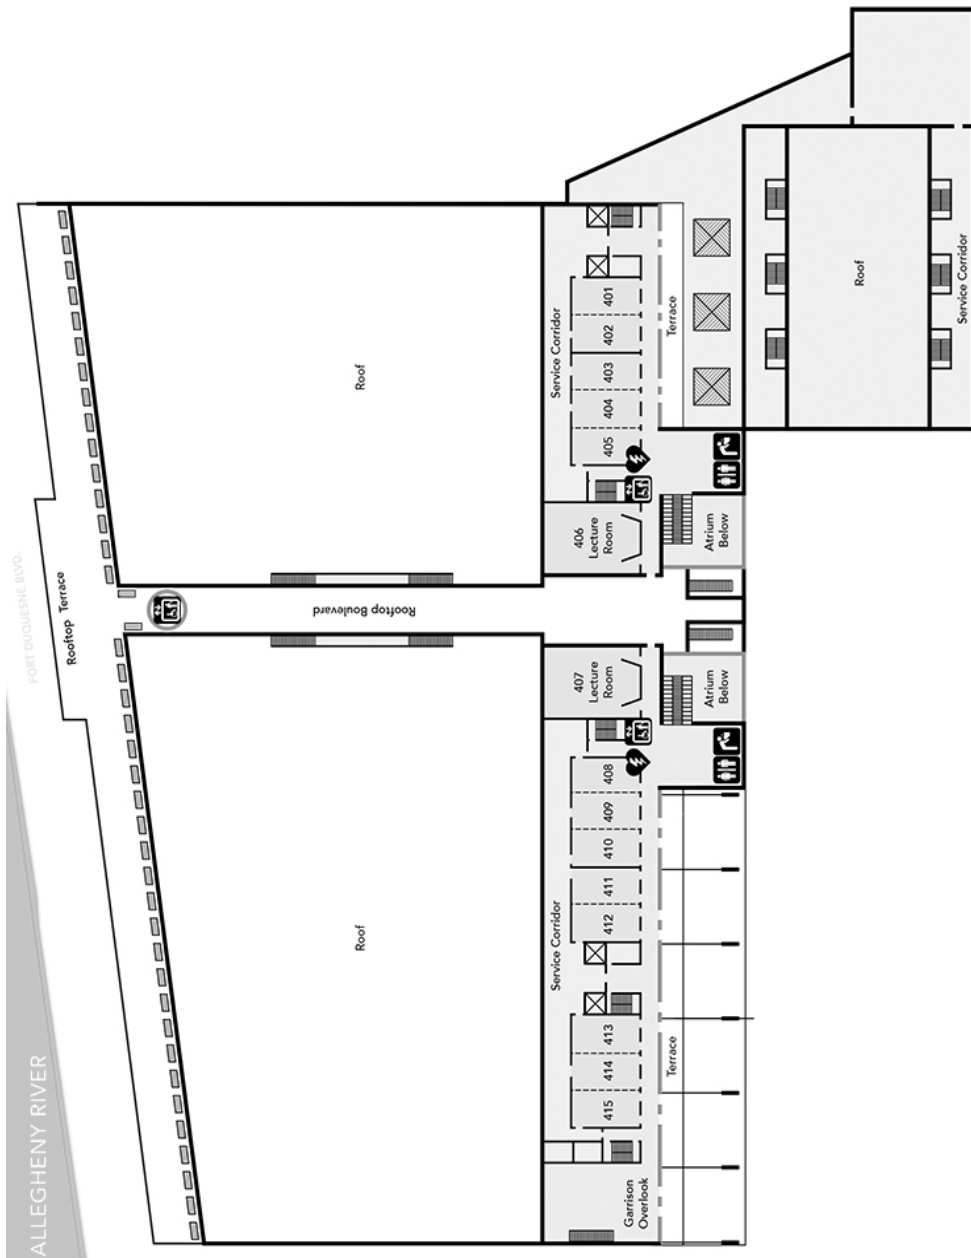 ALLEGHENY RIVER
FORT DUQUESNE BLVD.
Rooftop Terrace
Roof
Rooftop Boulevard
Roof
Service Corridor
401
402
403
404
405
406
Lecture
Room
Terrace
Atrium
Below
407
Lecture
Room
Atrium
Below
Service Corridor
408
409
410
411
412
413
414
415
Terrace
Garrison
Overlook
Roof
Service Corridor